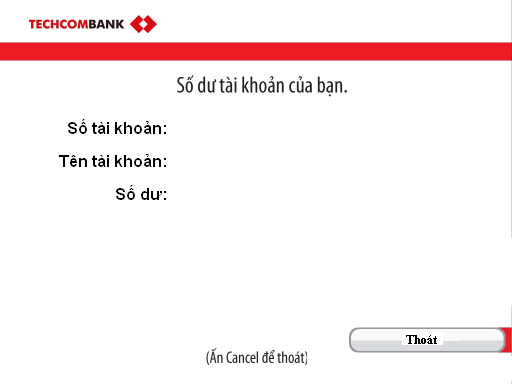 TECHCOMBANK
Số dư tài khoản của bạn.
Số tài khoản:
Tên tài khoản:
Số dư:
Thoát
(Ấn Cancel để thoát)